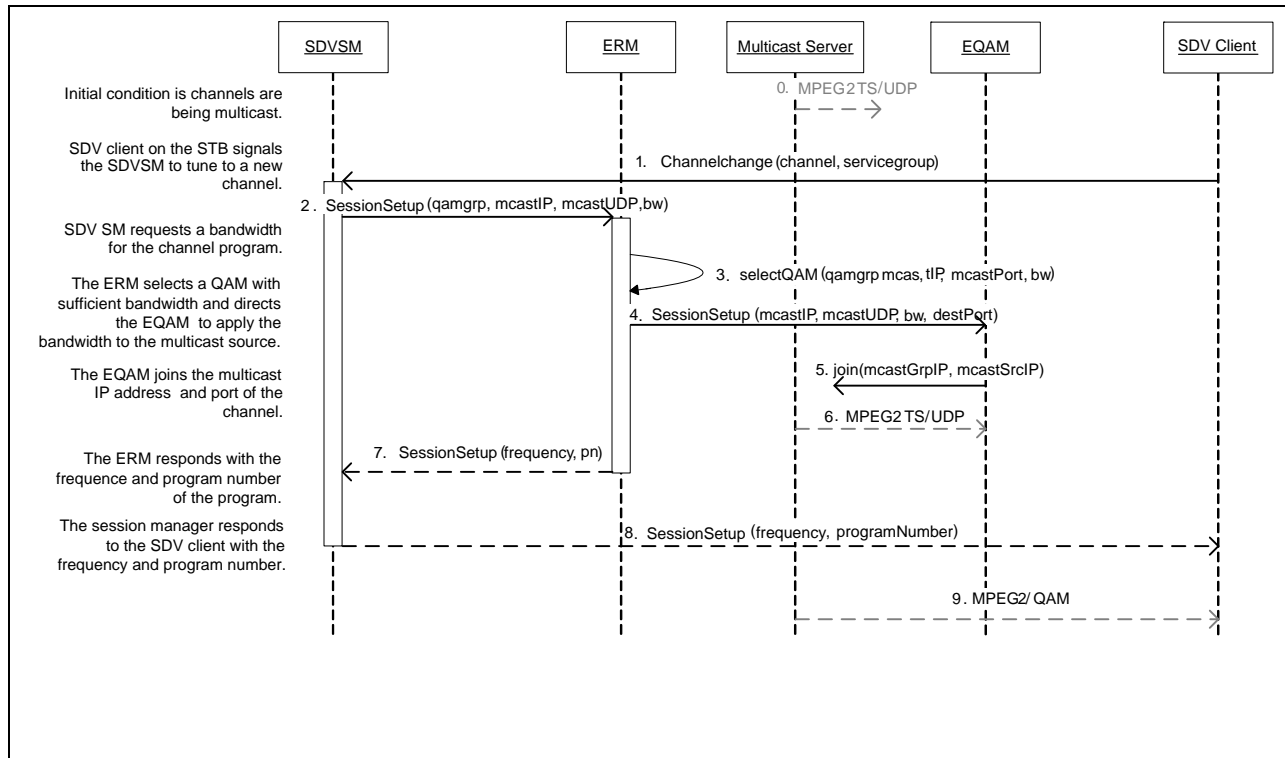 SDVSM
ERM
Multicast Server
EQAM
SDV Client
Initial condition is channels are
being multicast.
0. MPEG2TS/UDP
SDV client on the STB signals
the SDVSM to tune to a new
channel.
1. Channelchange (channel, servicegroup)
2. SessionSetup (qamgrp, mcastIP, mcastUDP,bw)
SDV SM requests a bandwidth
for the channel program.
3. selectQAM (qamgrp mcas, tIP, mcastPort, bw)
The ERM selects a QAM with
sufficient bandwidth and directs
the EQAM to apply the
bandwidth to the multicast source.
4. SessionSetup (mcastIP, mcastUDP, bw, destPort)
The EQAM joins the multicast
IP address and port of the
channel.
5. join(mcastGrpIP, mcastSrcIP)
6. MPEG2TS/UDP
7. SessionSetup (frequency, pn)
The ERM responds with the
frequence and program number
of the program.
The session manager responds
to the SDV client with the
frequency and program number.
8. SessionSetup (frequency, programNumber)
9. MPEG2/QAM